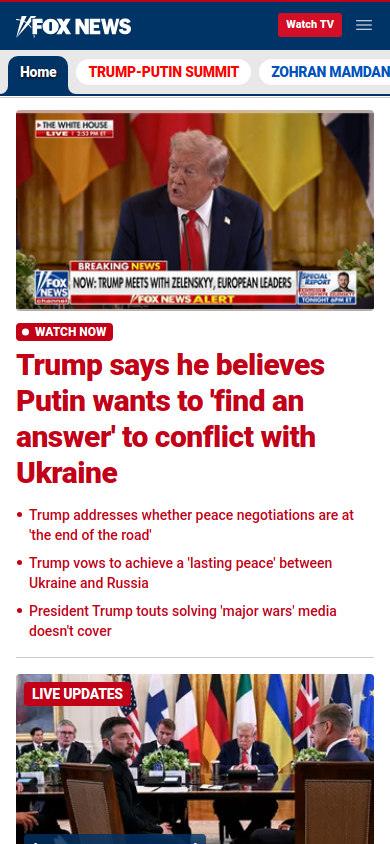 FOX NEWS
Watch TV
Home
TRUMP-PUTIN SUMMIT
ZOHRAN MAMDAN
THE WHITE HOUSE
LIVE 2:53 PM ET
BREAKING NEWS
FOX NEWS channel
NOW: TRUMP MEETS WITH ZELENSKYY, EUROPEAN LEADERS
SPECIAL REPORT
TONIGHT 6PM ET
FOX NEWS ALERT
WATCH NOW
Trump says he believes
Putin wants to 'find an
answer' to conflict with
Ukraine
Trump addresses whether peace negotiations are at
'the end of the road'
Trump vows to achieve a 'lasting peace' between
Ukraine and Russia
President Trump touts solving 'major wars' media
doesn't cover
LIVE UPDATES